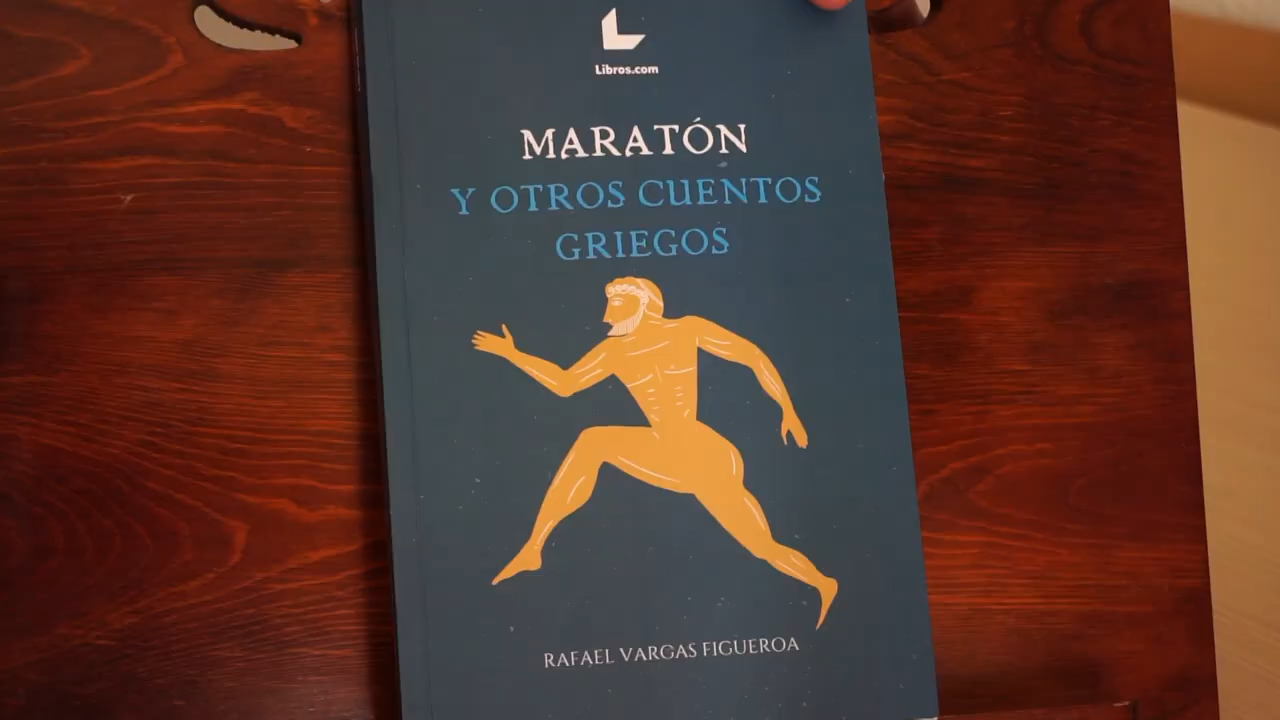 Libros.com
MARATÓN
Y OTROS CUENTOS
GRIEGOS
RAFAEL VARGAS FIGUEROA